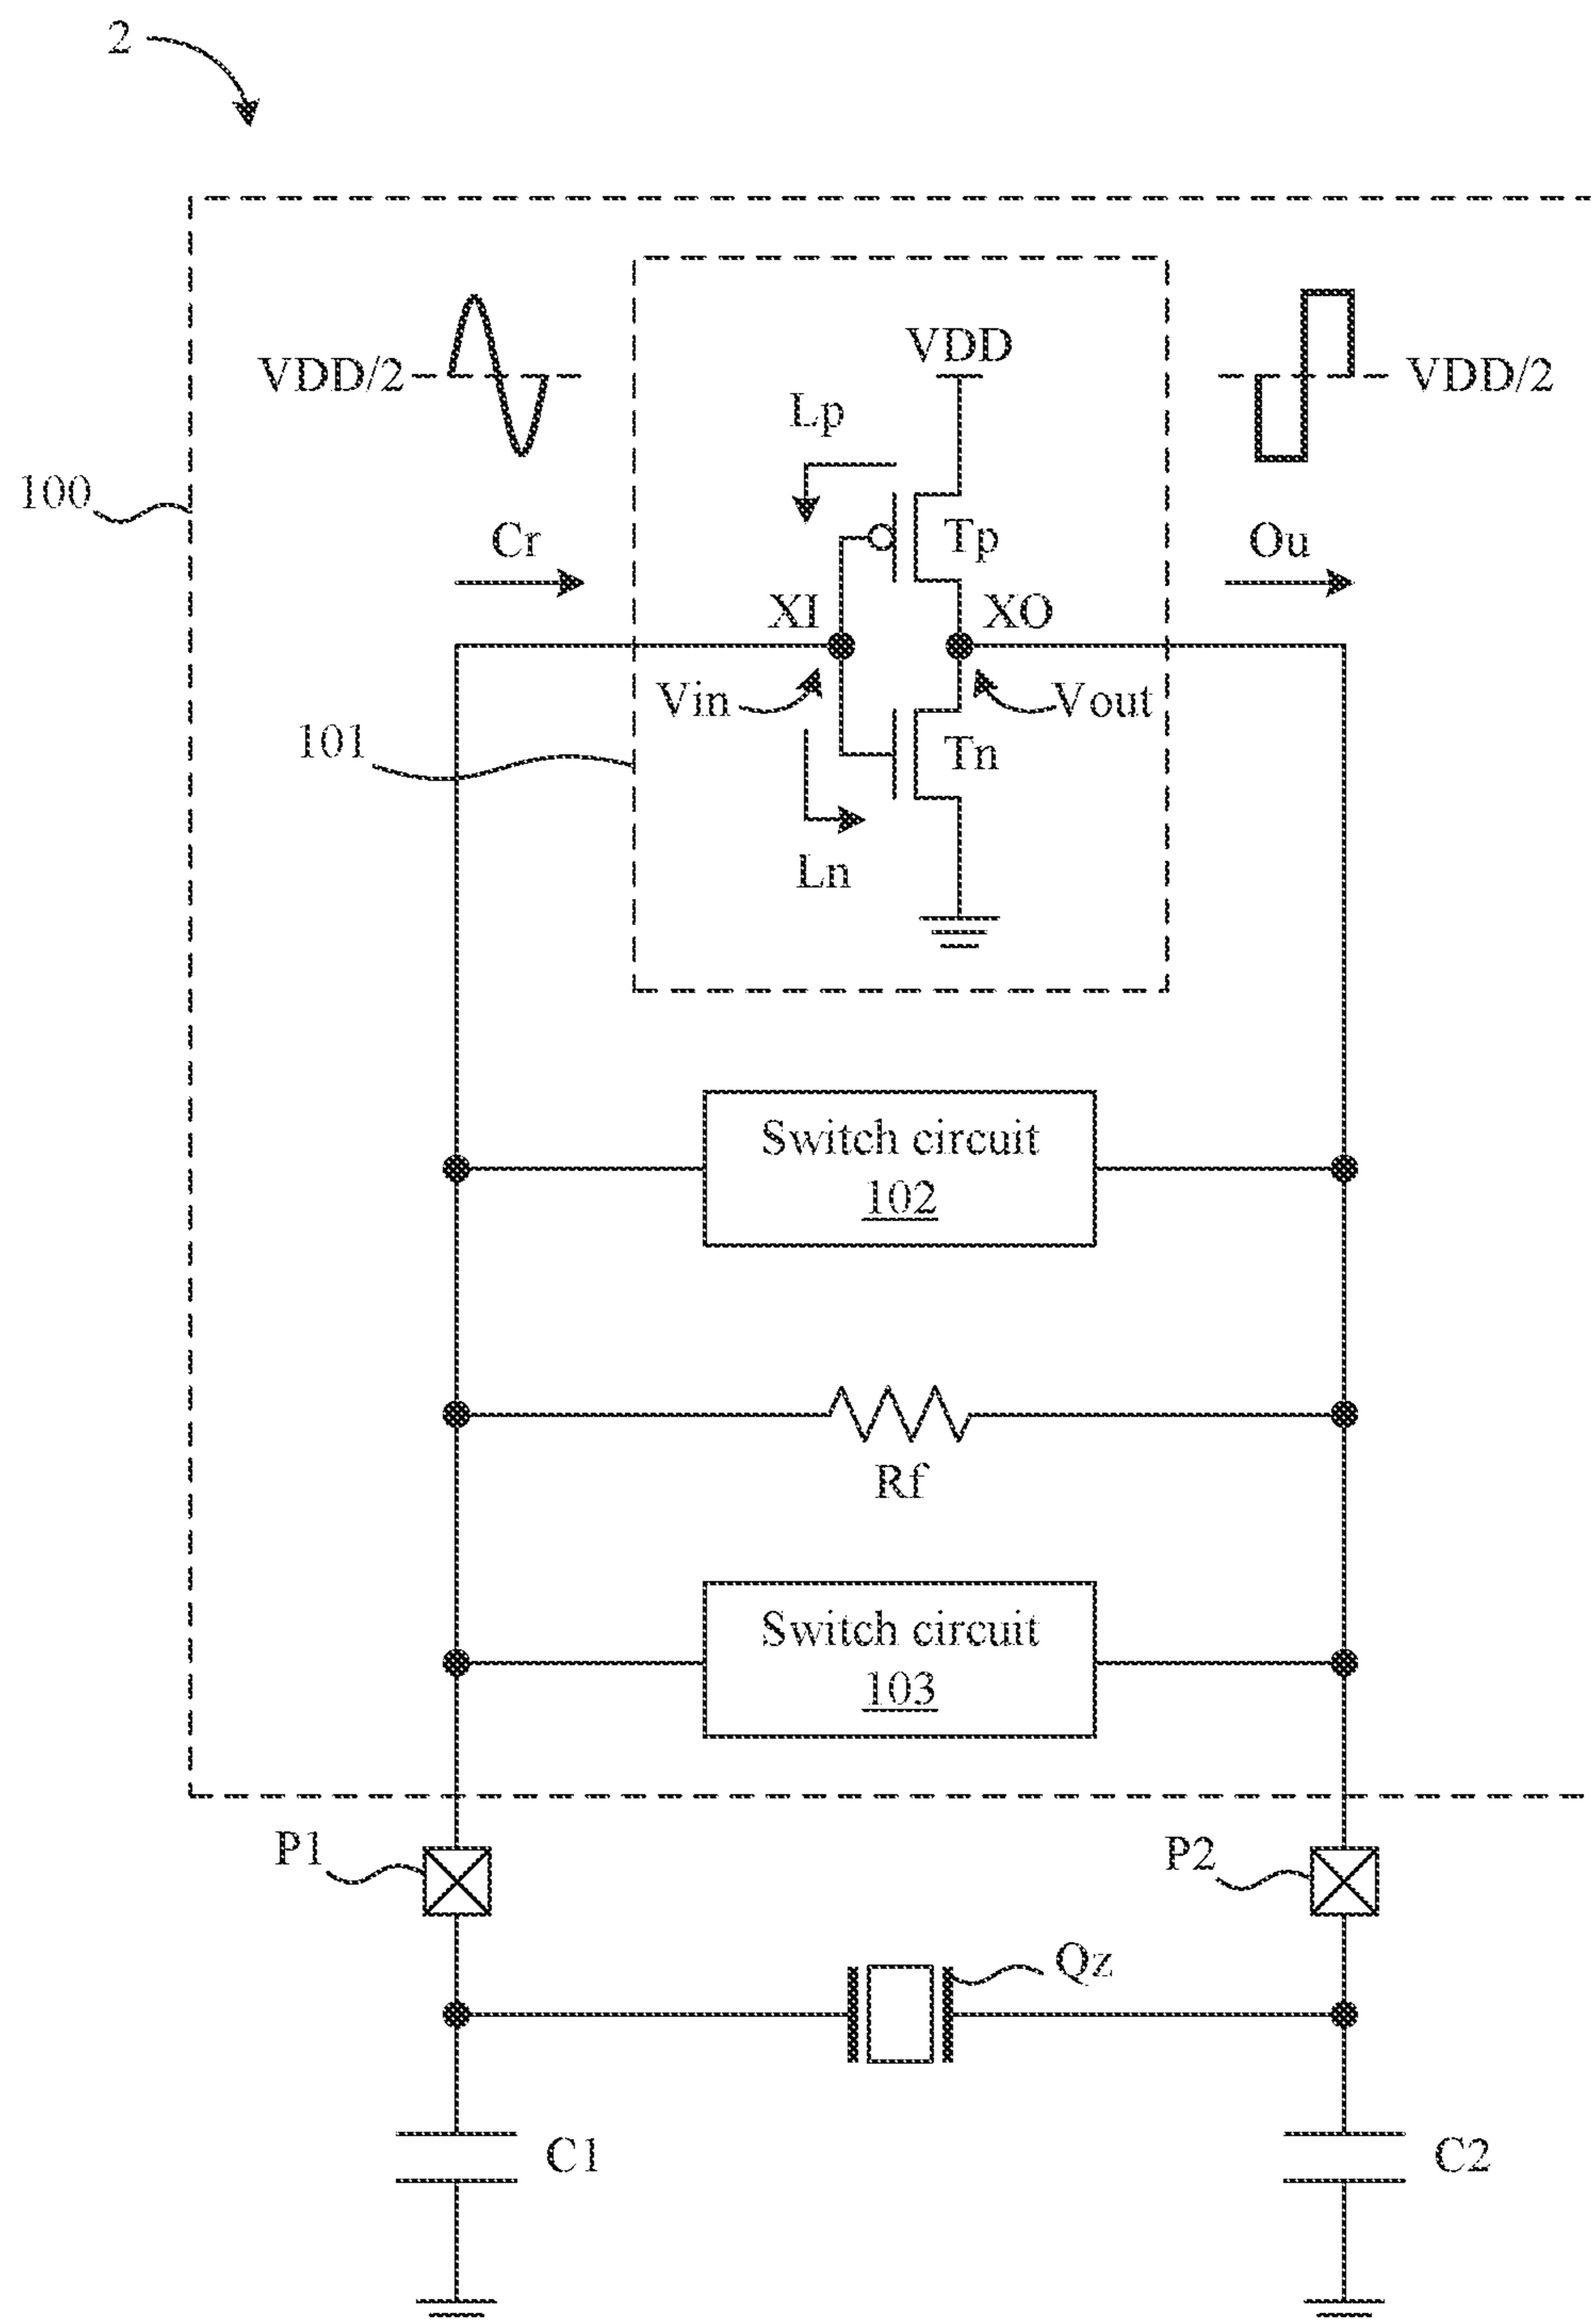 2
VDD/2
VDD
VDD/2
Lp
100
Cr
Tp
Ou
XI
XO
Vin
Vout
101
Tn
Ln
Switch circuit
102
Rf
Switch circuit
103
P1
P2
Qz
C1
C2